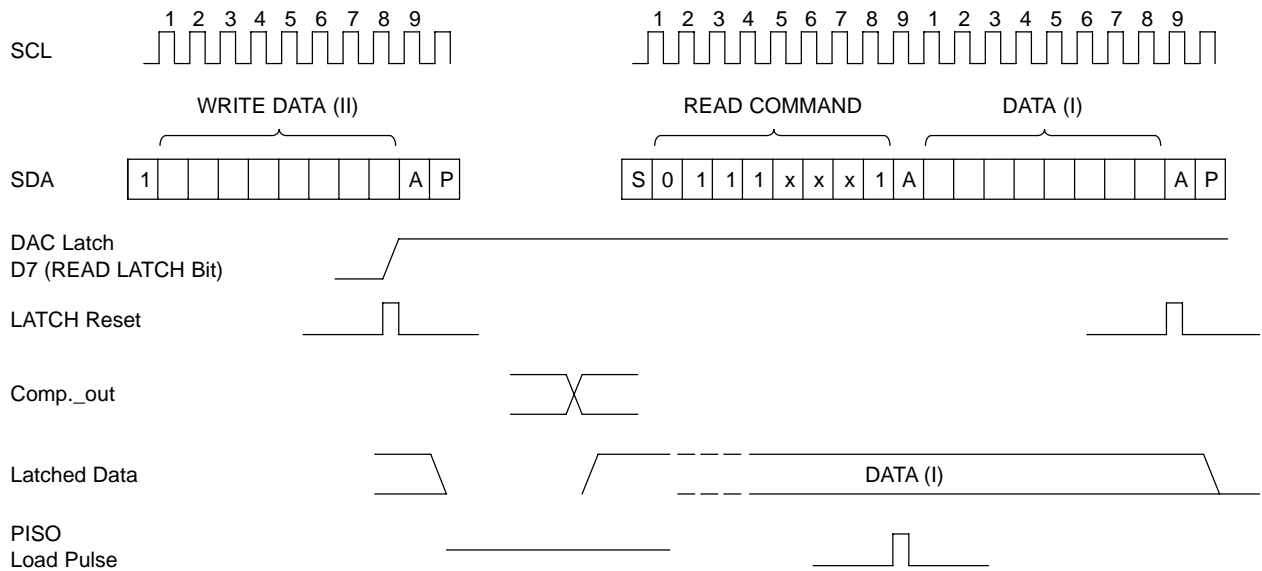 1 2 3 4 5 6 7 8 9 1 2 3 4 5 6 7 8 9 1 2 3 4 5 6 7 8 9
SCL
WRITE DATA (II) READ COMMAND DATA (I)
SDA 1 A P S 0 1 1 1 x x x 1 A A P
DAC Latch
D7 (READ LATCH Bit)
LATCH Reset
Comp._out
Latched Data DATA (I)
PISO
Load Pulse